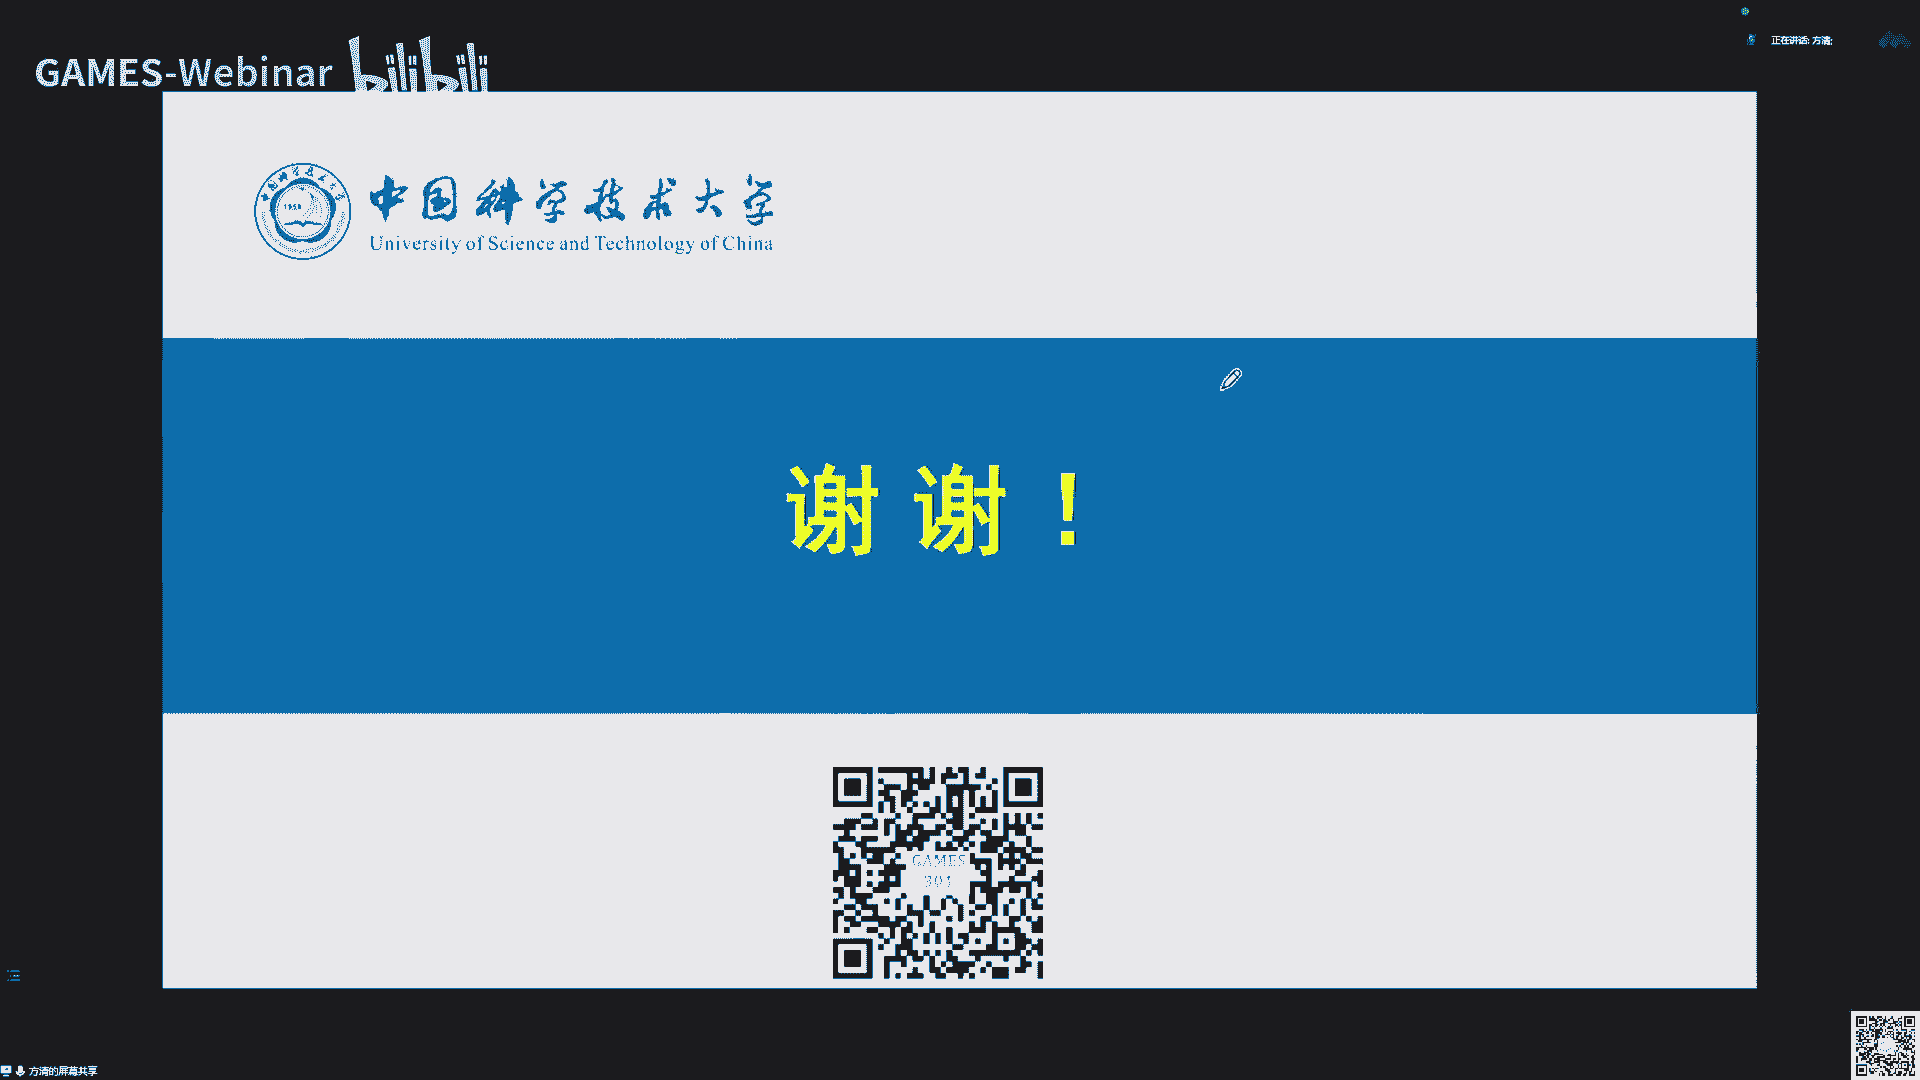 GAMES-Webinar bilibili
正在讲话: 方清;
中国科学技术大学
1958
University of Science and Technology of China
谢谢！
GAMES
301
方清的屏幕共享